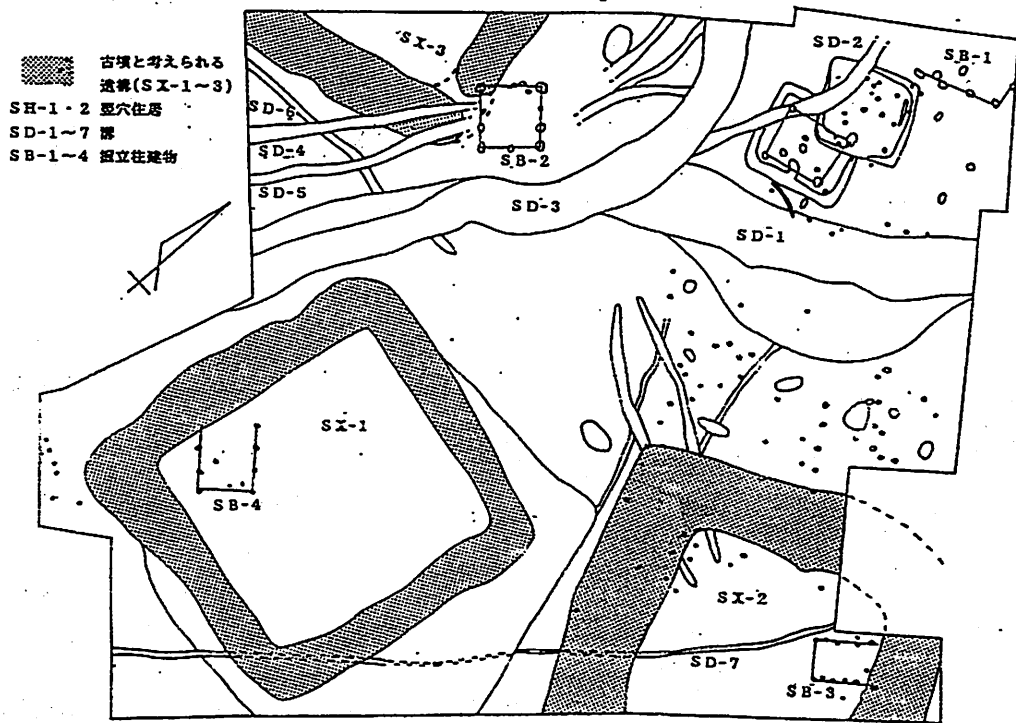 古墳と考えられる
遺構(SX-1～3)
SH-1・2 竪穴住居
SD-1～7 溝
SB-1～4 掘立柱建物
SX-3
SD-2
SB-1
SD-6
SD-4
SB-2
SD-5
SD-3
SD-1
SX-1
SB-4
SX-2
SD-7
SB-3